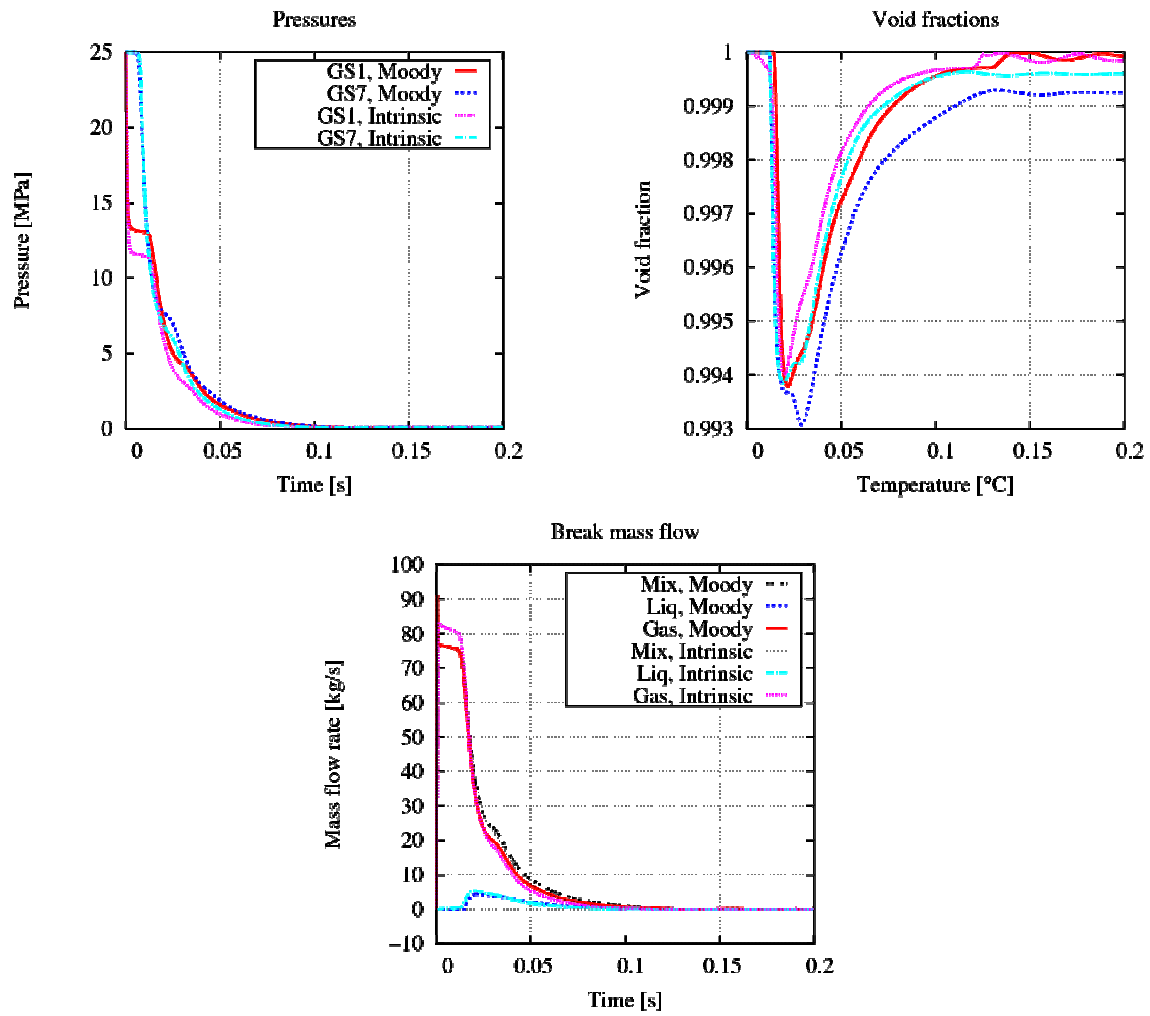 Pressures
25
20
15
10
5
0
0
0.05
0.1
0.15
0.2
Pressure [MPa]
Time [s]
GS1, Moody
GS7, Moody
GS1, Intrinsic
GS7, Intrinsic
Void fractions
1
0.999
0.998
0.997
0.996
0.995
0.994
0.993
0
0.05
0.1
0.15
0.2
Void fraction
Temperature [°C]
Break mass flow
100
90
80
70
60
50
40
30
20
10
0
−10
0
0.05
0.1
0.15
0.2
Mass flow rate [kg/s]
Time [s]
Mix, Moody
Liq, Moody
Gas, Moody
Mix, Intrinsic
Liq, Intrinsic
Gas, Intrinsic